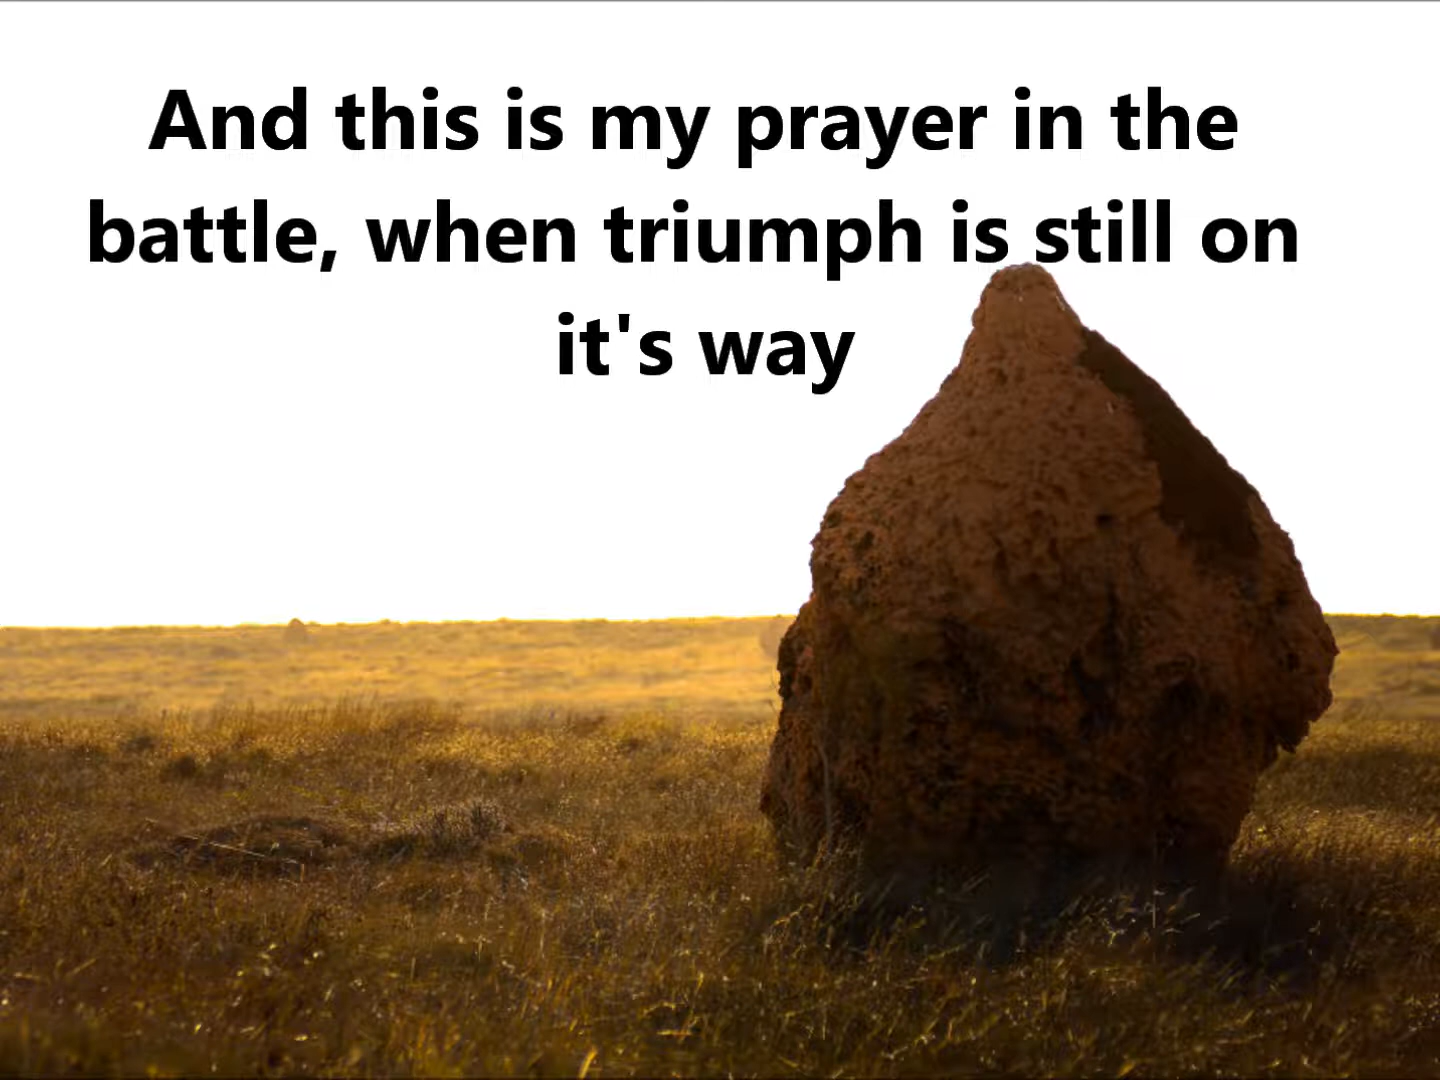 And this is my prayer in the
battle, when triumph is still on
it's way